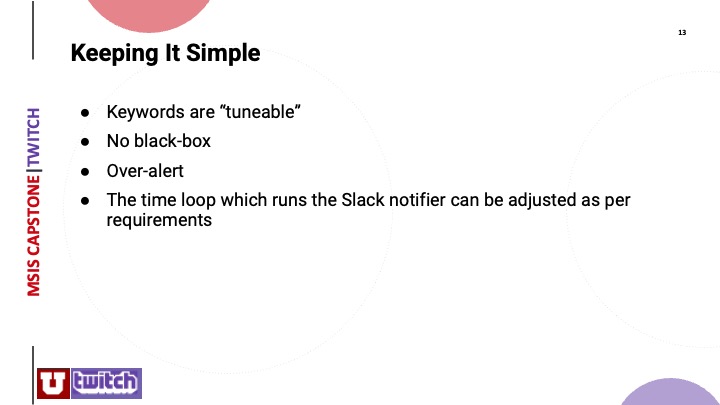 13
Keeping It Simple
● Keywords are “tuneable”
● No black-box
● Over-alert
● The time loop which runs the Slack notifier can be adjusted as per
requirements
MSIS CAPSTONE|TWITCH
U twitch